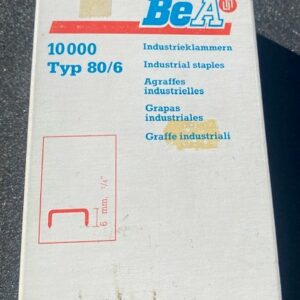 BeA
10000
Typ 80/6
Industrieklammern
Industrial staples
Agraffes
industrielles
Grapas
industriales
Graffe industriali
6 mm, 1/4"